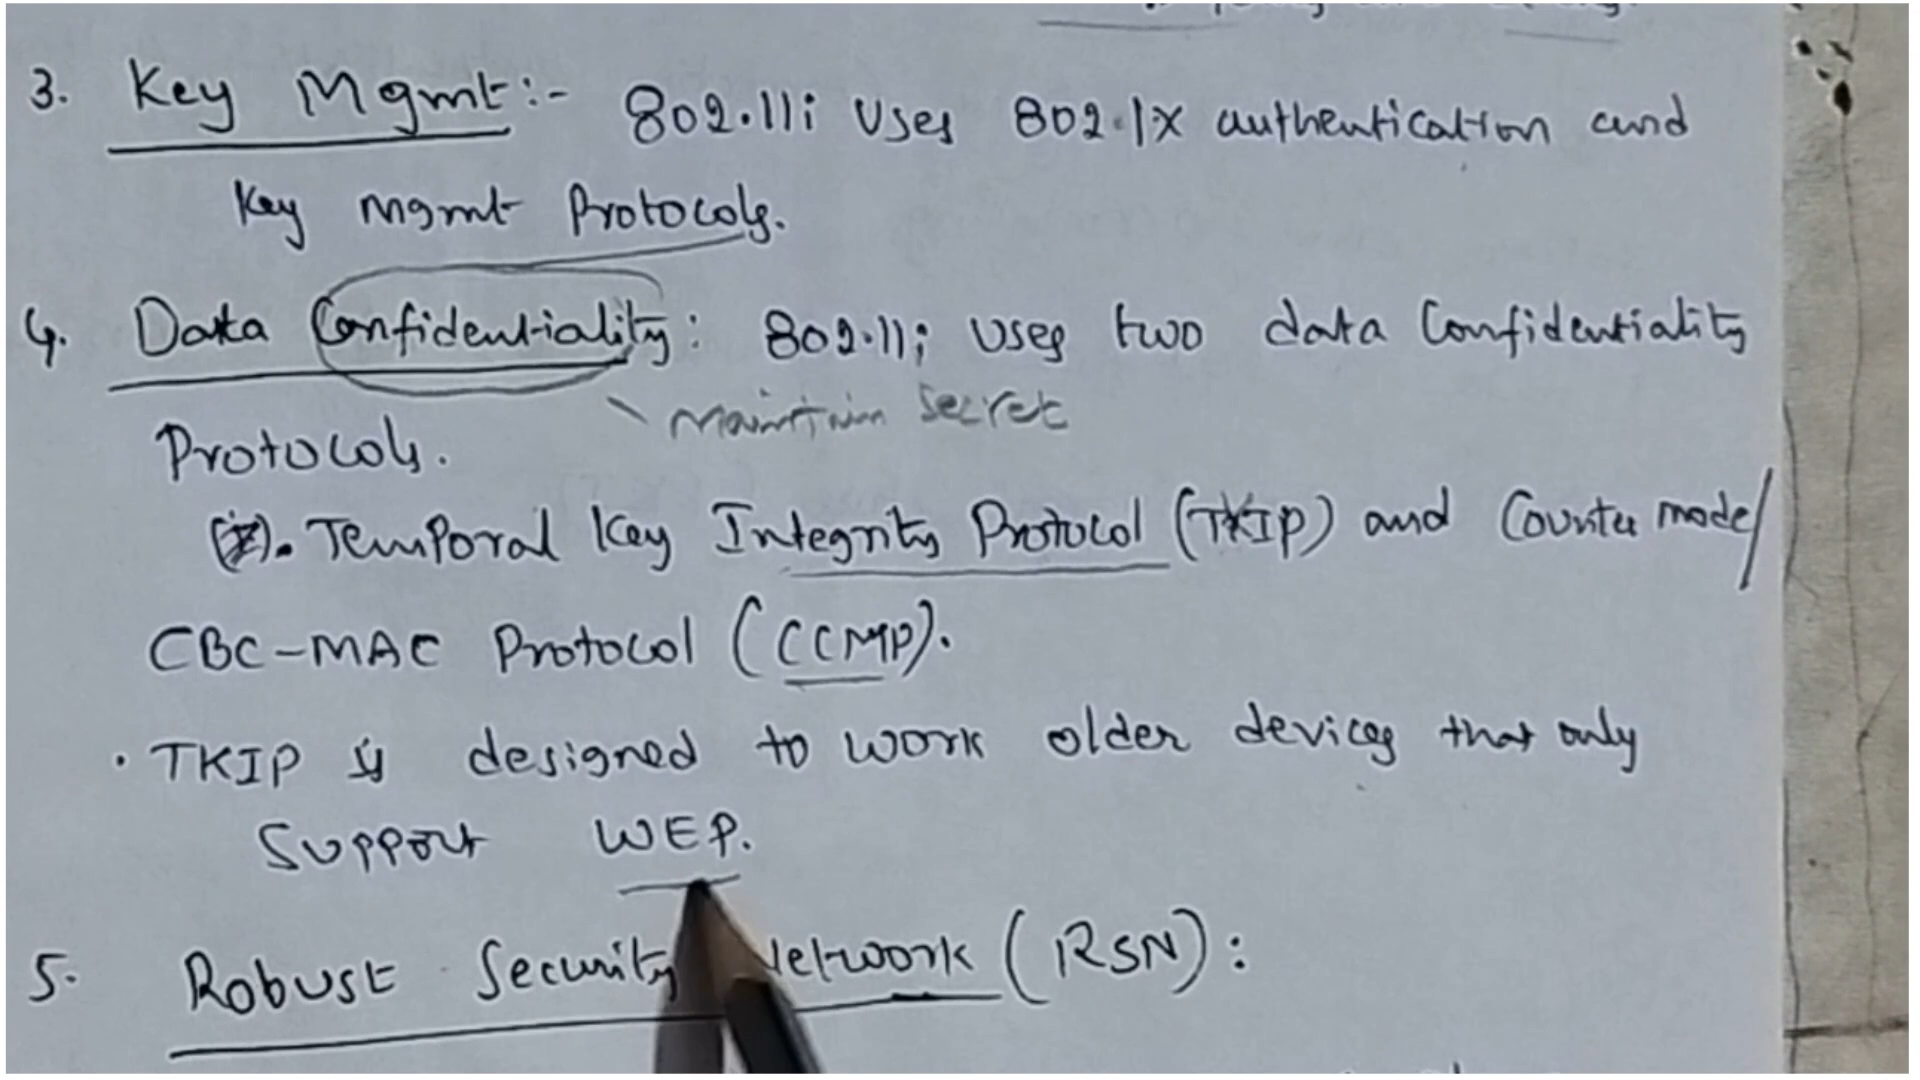 3. Key Mgmt:- 802.11i Uses 802.1X authentication and
Key Mgmt Protocols.
4. Data Confidentiality: 802.11i Uses two data Confidentiality
Maintain Secret
Protocols.
(i). Temporal Key Integrity Protocol (TKIP) and Counter mode/
CBC-MAC Protocol (CCMP).
• TKIP is designed to work older devices that only
Support WEP.
5. Robust Security Network (RSN):